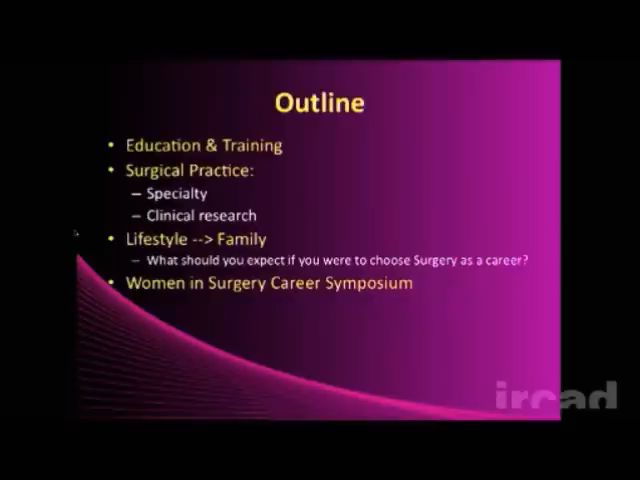 Outline
• Education & Training
• Surgical Practice:
– Specialty
– Clinical research
• Lifestyle --> Family
– What should you expect if you were to choose Surgery as a career?
• Women in Surgery Career Symposium
ircad